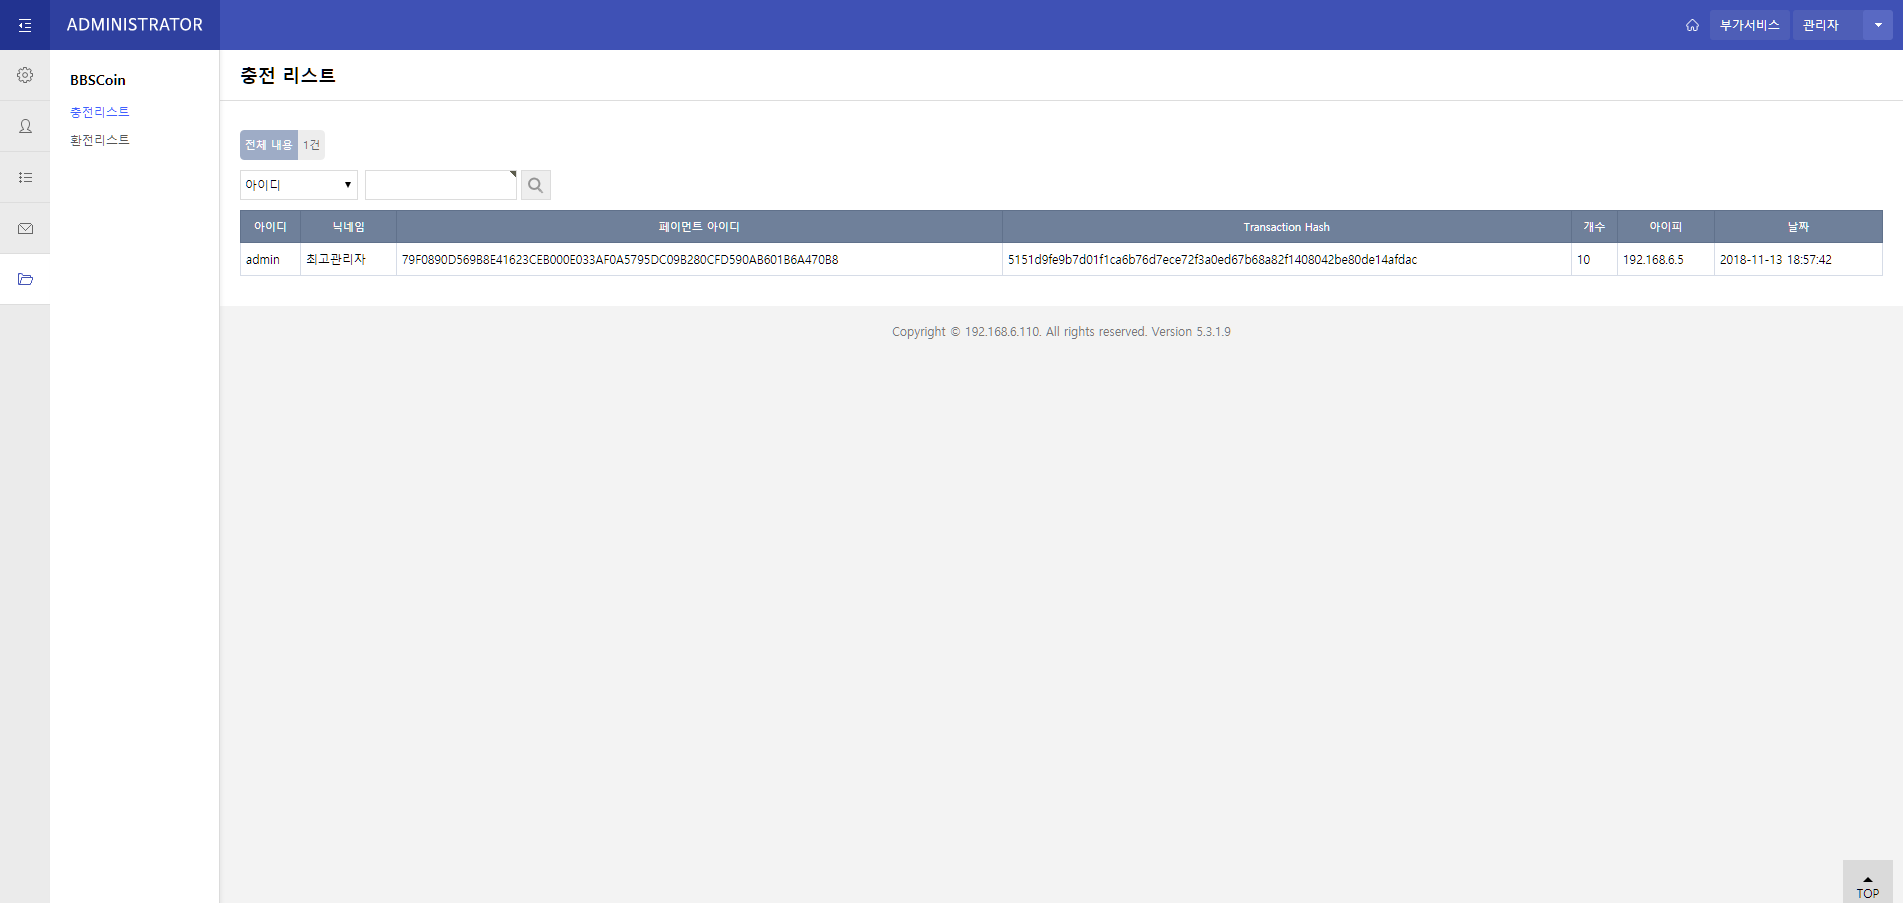 ADMINISTRATOR
부가서비스
관리자
BBSCoin
충전리스트
환전리스트
충전 리스트
전체 내용 1건
아이디
아이디 닉네임 페이먼트 아이디 Transaction Hash 개수 아이피 날짜
admin 최고관리자 79F0890D569B8E41623CEB000E033AF0A5795DC09B280CFD590AB601B6A470B8 5151d9fe9b7d01f1ca6b76d7ece72f3a0ed67b68a82f1408042be80de14afdac 10 192.168.6.5 2018-11-13 18:57:42
Copyright © 192.168.6.110. All rights reserved. Version 5.3.1.9
TOP